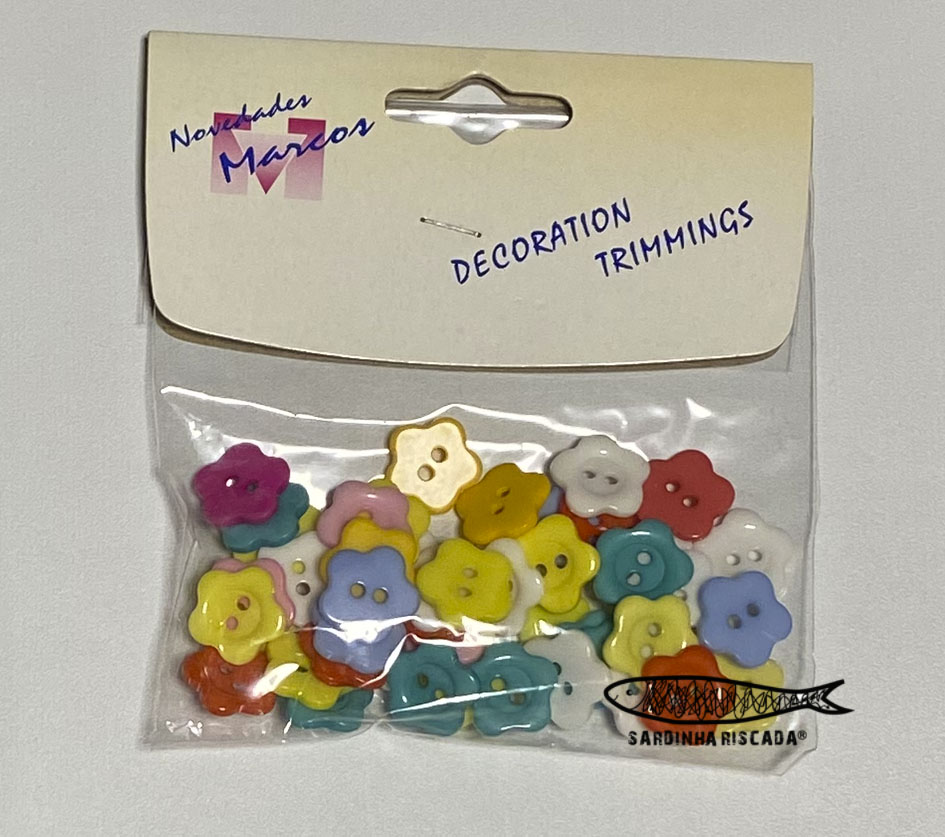 Novedades
Marcos
DECORATION
TRIMMINGS
SARDINHA RISCADA®